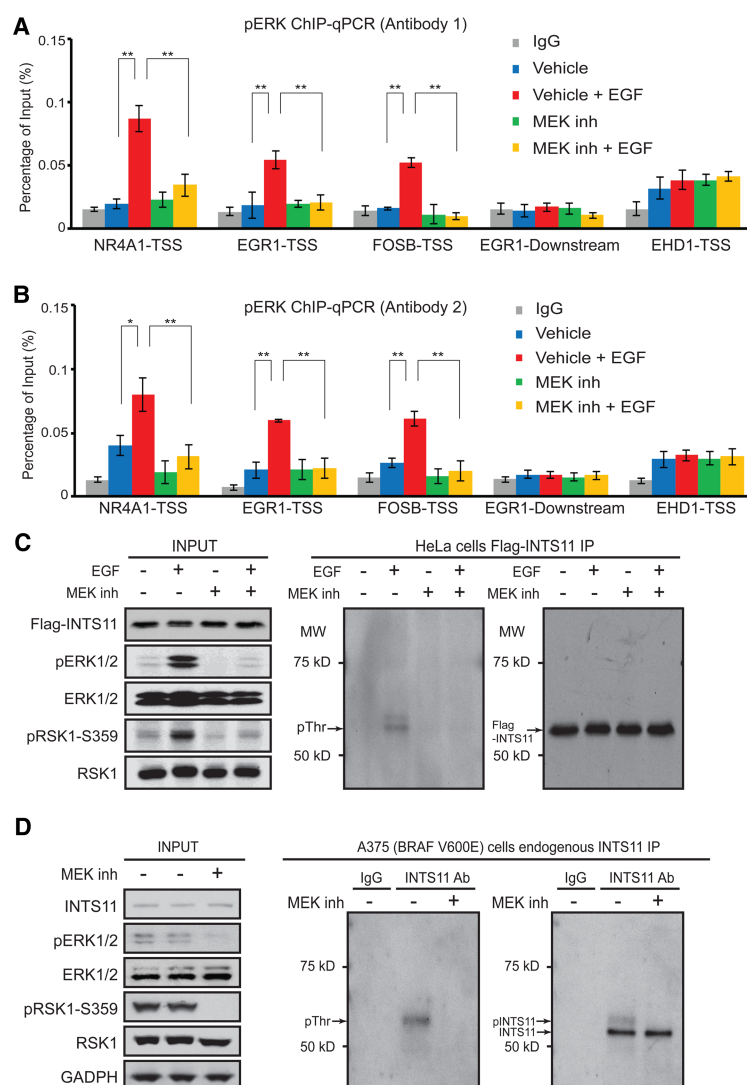 A
pERK ChIP-qPCR (Antibody 1)
Percentage of Input (%)
0.15
0.1
0.05
0
** **
** **
** **
IgG
Vehicle
Vehicle + EGF
MEK inh
MEK inh + EGF
NR4A1-TSS EGR1-TSS FOSB-TSS EGR1-Downstream EHD1-TSS
B
pERK ChIP-qPCR (Antibody 2)
Percentage of Input (%)
0.15
0.1
0.05
0
* **
** **
** **
IgG
Vehicle
Vehicle + EGF
MEK inh
MEK inh + EGF
NR4A1-TSS EGR1-TSS FOSB-TSS EGR1-Downstream EHD1-TSS
C
INPUT
EGF - + - +
MEK inh - - + +
Flag-INTS11
pERK1/2
ERK1/2
pRSK1-S359
RSK1
HeLa cells Flag-INTS11 IP
EGF - + - +
MEK inh - - + +
MW
75 kD
pThr
50 kD
EGF - + - +
MEK inh - - + +
MW
75 kD
Flag
-INTS11
50 kD
D
INPUT
MEK inh - - +
INTS11
pERK1/2
ERK1/2
pRSK1-S359
RSK1
GADPH
A375 (BRAF V600E) cells endogenous INTS11 IP
IgG INTS11 Ab
MEK inh - - +
75 kD
pThr
50 kD
IgG INTS11 Ab
MEK inh - - +
75 kD
pINTS11
INTS11
50 kD